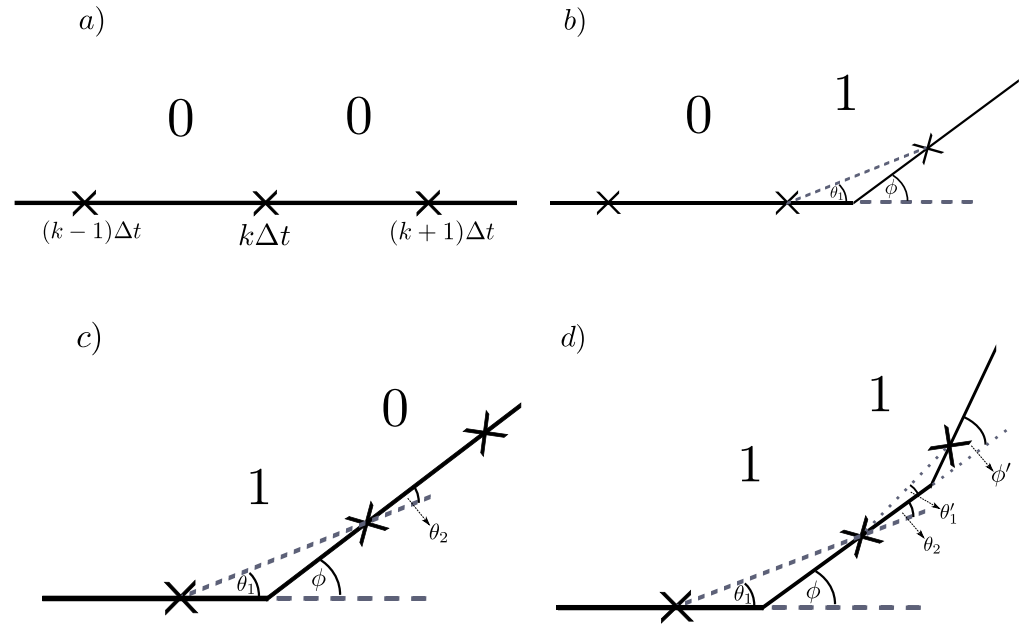 a)
0 0
(k − 1)Δt kΔt (k + 1)Δt
b)
0 1
θ₁ ϕ
c)
1 0
θ₁ ϕ θ₂
d)
1 1
θ₁ ϕ θ₂ θ′₁ ϕ′